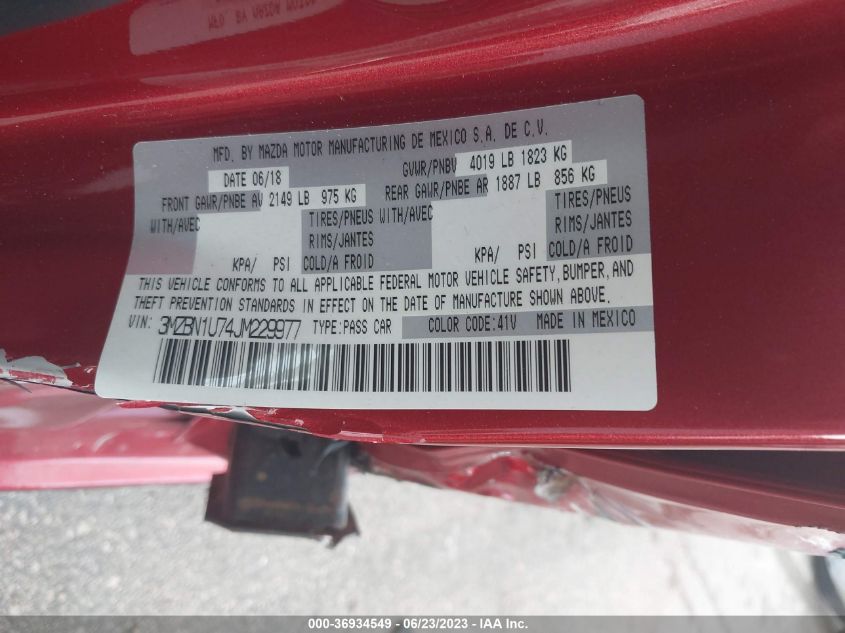 MFD. BY MAZDA MOTOR MANUFACTURING DE MEXICO S.A. DE C.V.
DATE 06/18 GVWR/PNBV 4019 LB 1823 KG
FRONT GAWR/PNBE AV 2149 LB 975 KG REAR GAWR/PNBE AR 1887 LB 856 KG
WITH/AVEC TIRES/PNEUS WITH/AVEC TIRES/PNEUS
RIMS/JANTES RIMS/JANTES
KPA/ PSI COLD/A FROID KPA/ PSI COLD/A FROID
THIS VEHICLE CONFORMS TO ALL APPLICABLE FEDERAL MOTOR VEHICLE SAFETY, BUMPER, AND
THEFT PREVENTION STANDARDS IN EFFECT ON THE DATE OF MANUFACTURE SHOWN ABOVE.
VIN: 3MZBN1U74JM229977 TYPE:PASS CAR COLOR CODE:41V MADE IN MEXICO
000-36934549 - 06/23/2023 - IAA Inc.